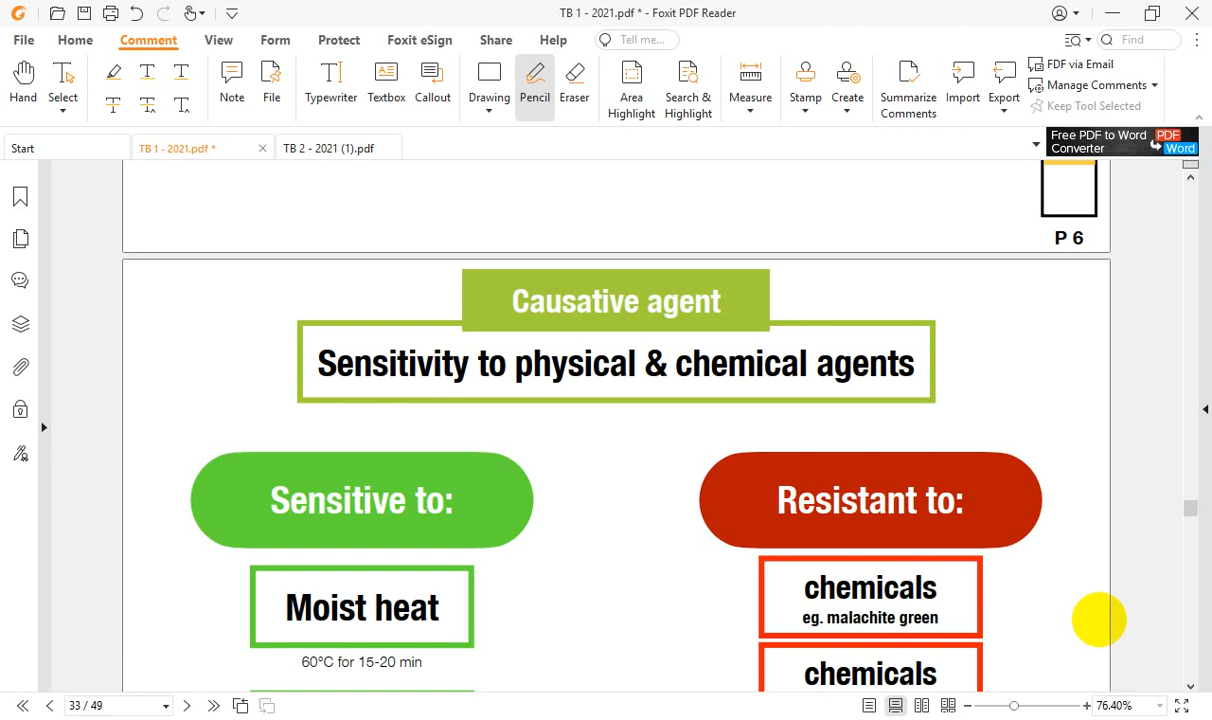 TB 1 - 2021.pdf * - Foxit PDF Reader
File Home Comment View Form Protect Foxit eSign Share Help Tell me... Find
Hand Select Note File Typewriter Textbox Callout Drawing Pencil Eraser Area Highlight Search & Highlight Measure Stamp Create Summarize Comments Import Export
FDF via Email
Manage Comments
Keep Tool Selected
Start TB 1 - 2021.pdf * TB 2 - 2021 (1).pdf
Free PDF to Word Converter PDF Word
P 6
Causative agent
Sensitivity to physical & chemical agents
Sensitive to:
Resistant to:
Moist heat
60°C for 15-20 min
chemicals
eg. malachite green
chemicals
33 / 49
76.40%